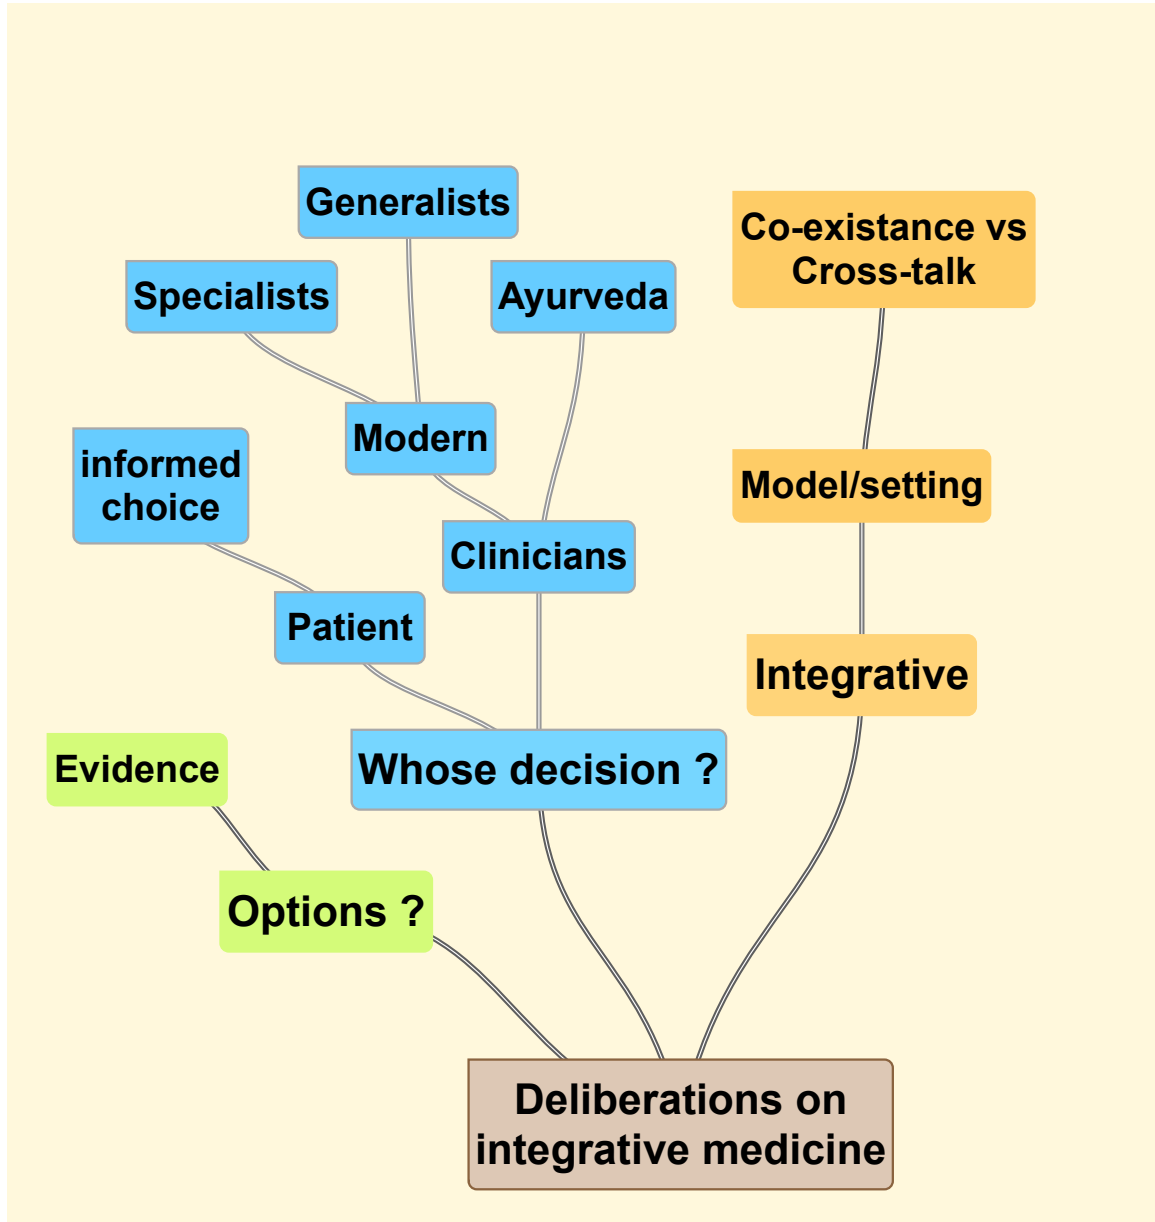 Generalists
Co-existance vs
Cross-talk
Specialists
Ayurveda
Modern
informed
choice
Model/setting
Clinicians
Patient
Integrative
Whose decision ?
Evidence
Options ?
Deliberations on
integrative medicine